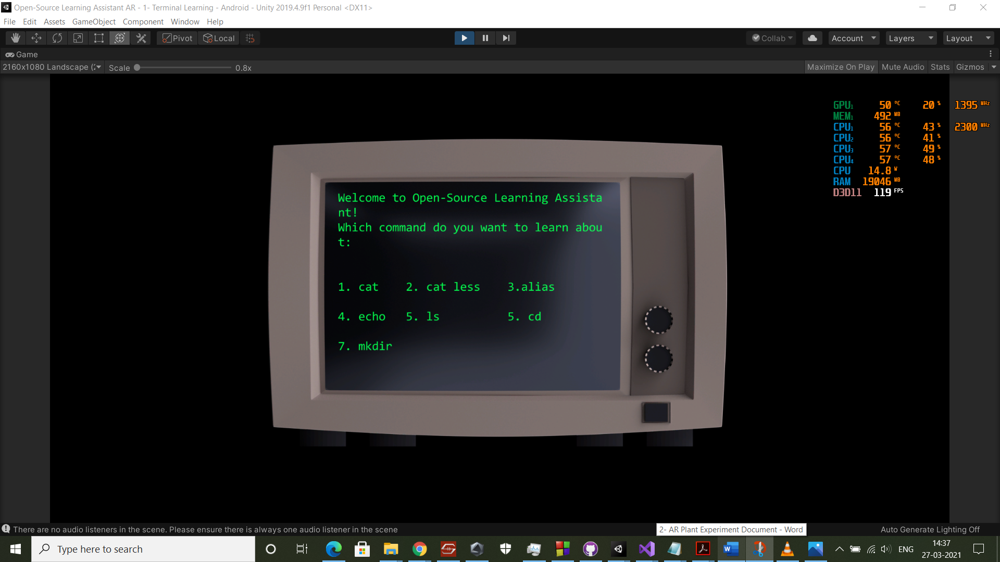 Open-Source Learning Assistant AR - 1- Terminal Learning - Android - Unity 2019.4.9f1 Personal <DX11>
File Edit Assets GameObject Component Window Help
Pivot Local Collab Account Layers Layout
Game
2160x1080 Landscape (2 Scale 0.8x Maximize On Play Mute Audio Stats Gizmos
GPU1 50 °C 20 % 1395 MHz
MEM1 492 MB
CPU1 56 °C 43 % 2300 MHz
CPU2 56 °C 41 %
CPU3 57 °C 49 %
CPU4 57 °C 48 %
CPU 14.8 W
RAM 19046 MB
D3D11 119 FPS
Welcome to Open-Source Learning Assista
nt!
Which command do you want to learn abou
t:
1. cat 2. cat less 3.alias
4. echo 5. ls 5. cd
7. mkdir
There are no audio listeners in the scene. Please ensure there is always one audio listener in the scene
2- AR Plant Experiment Document - Word
Auto Generate Lighting Off
Type here to search
ENG
14:37
27-03-2021